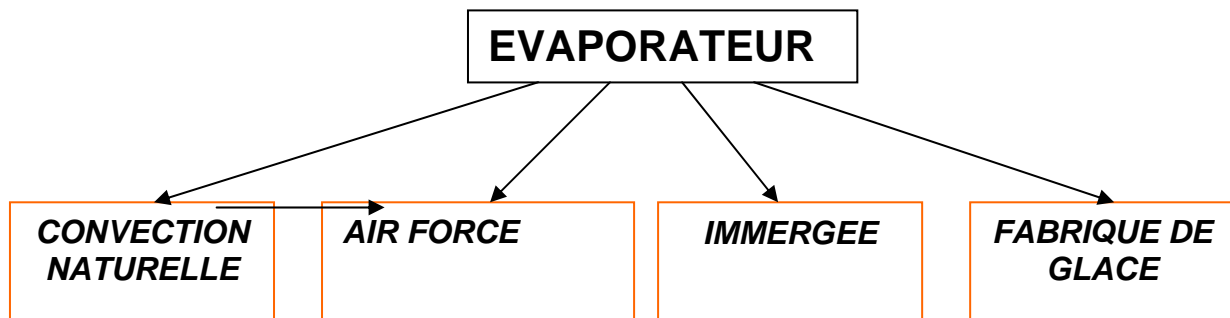 EVAPORATEUR
CONVECTION
NATURELLE
AIR FORCE
IMMERGEE
FABRIQUE DE
GLACE